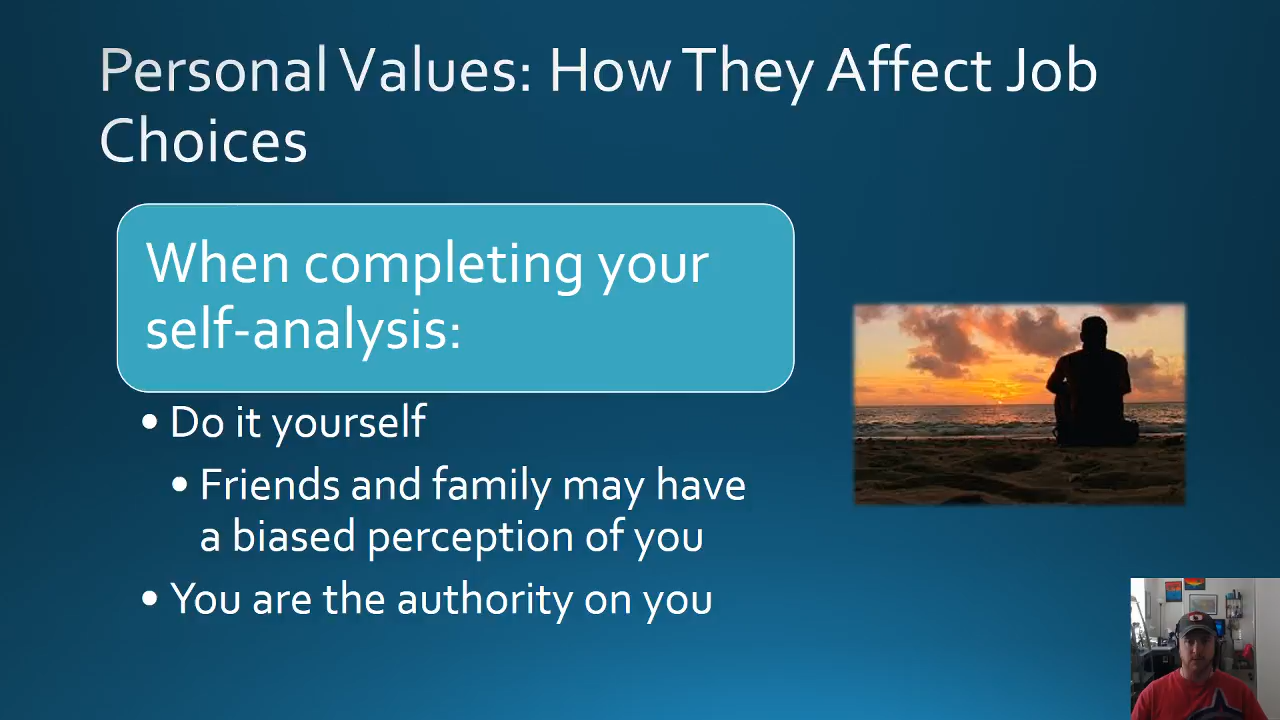 Personal Values: How They Affect Job
Choices
When completing your
self-analysis:
• Do it yourself
• Friends and family may have
a biased perception of you
• You are the authority on you